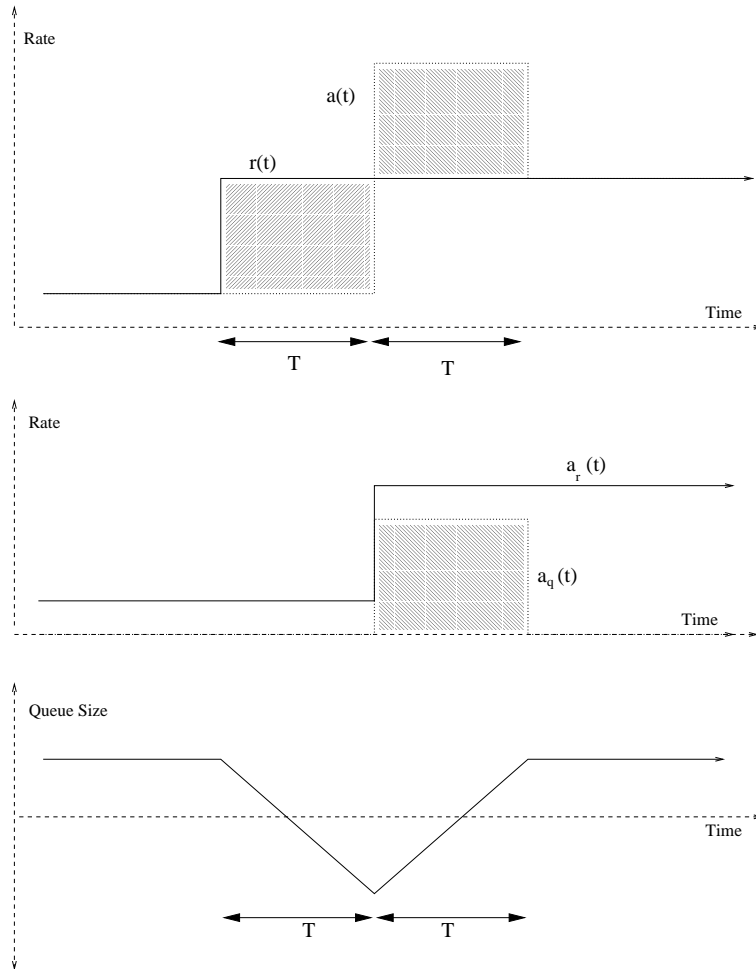 Rate
a(t)
r(t)
Time
T
T
Rate
a_r(t)
a_q(t)
Time
Queue Size
Time
T
T